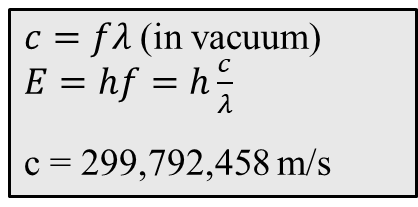 c = fλ (in vacuum)
E = hf = h c/λ
c = 299,792,458 m/s